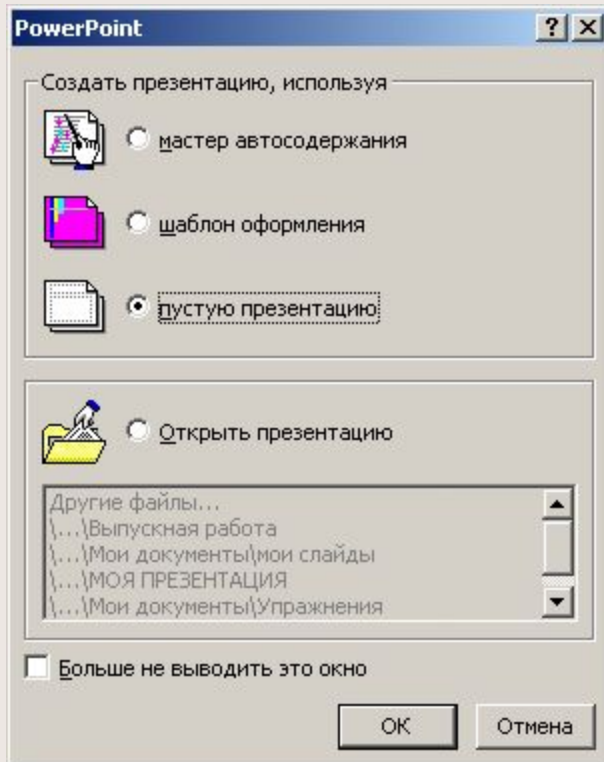 PowerPoint
Создать презентацию, используя
мастер автосодержания
шаблон оформления
пустую презентацию
Открыть презентацию
Другие файлы...
\...\Выпускная работа
\...\Мои документы\мои слайды
\...\МОЯ ПРЕЗЕНТАЦИЯ
\...\Мои документы\Упражнения
Больше не выводить это окно
ОК Отмена